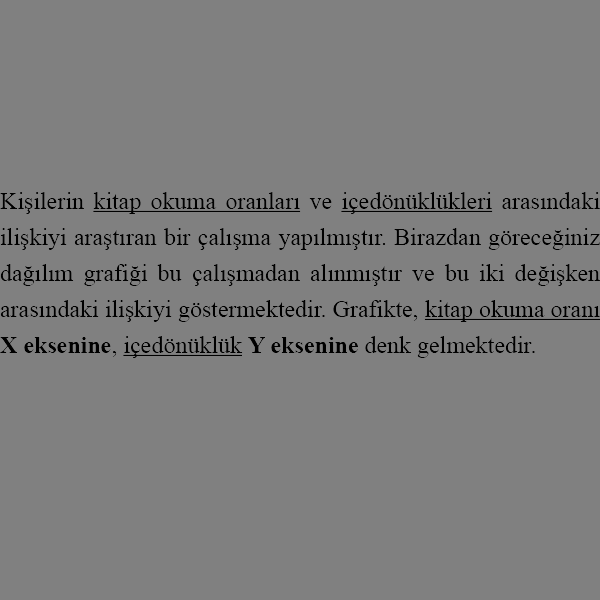 Kişilerin kitap okuma oranları ve içedönüklükleri arasındaki
ilişkiyi araştıran bir çalışma yapılmıştır. Birazdan göreceğiniz
dağılım grafiği bu çalışmadan alınmıştır ve bu iki değişken
arasındaki ilişkiyi göstermektedir. Grafikte, kitap okuma oranı
X eksenine, içedönüklük Y eksenine denk gelmektedir.